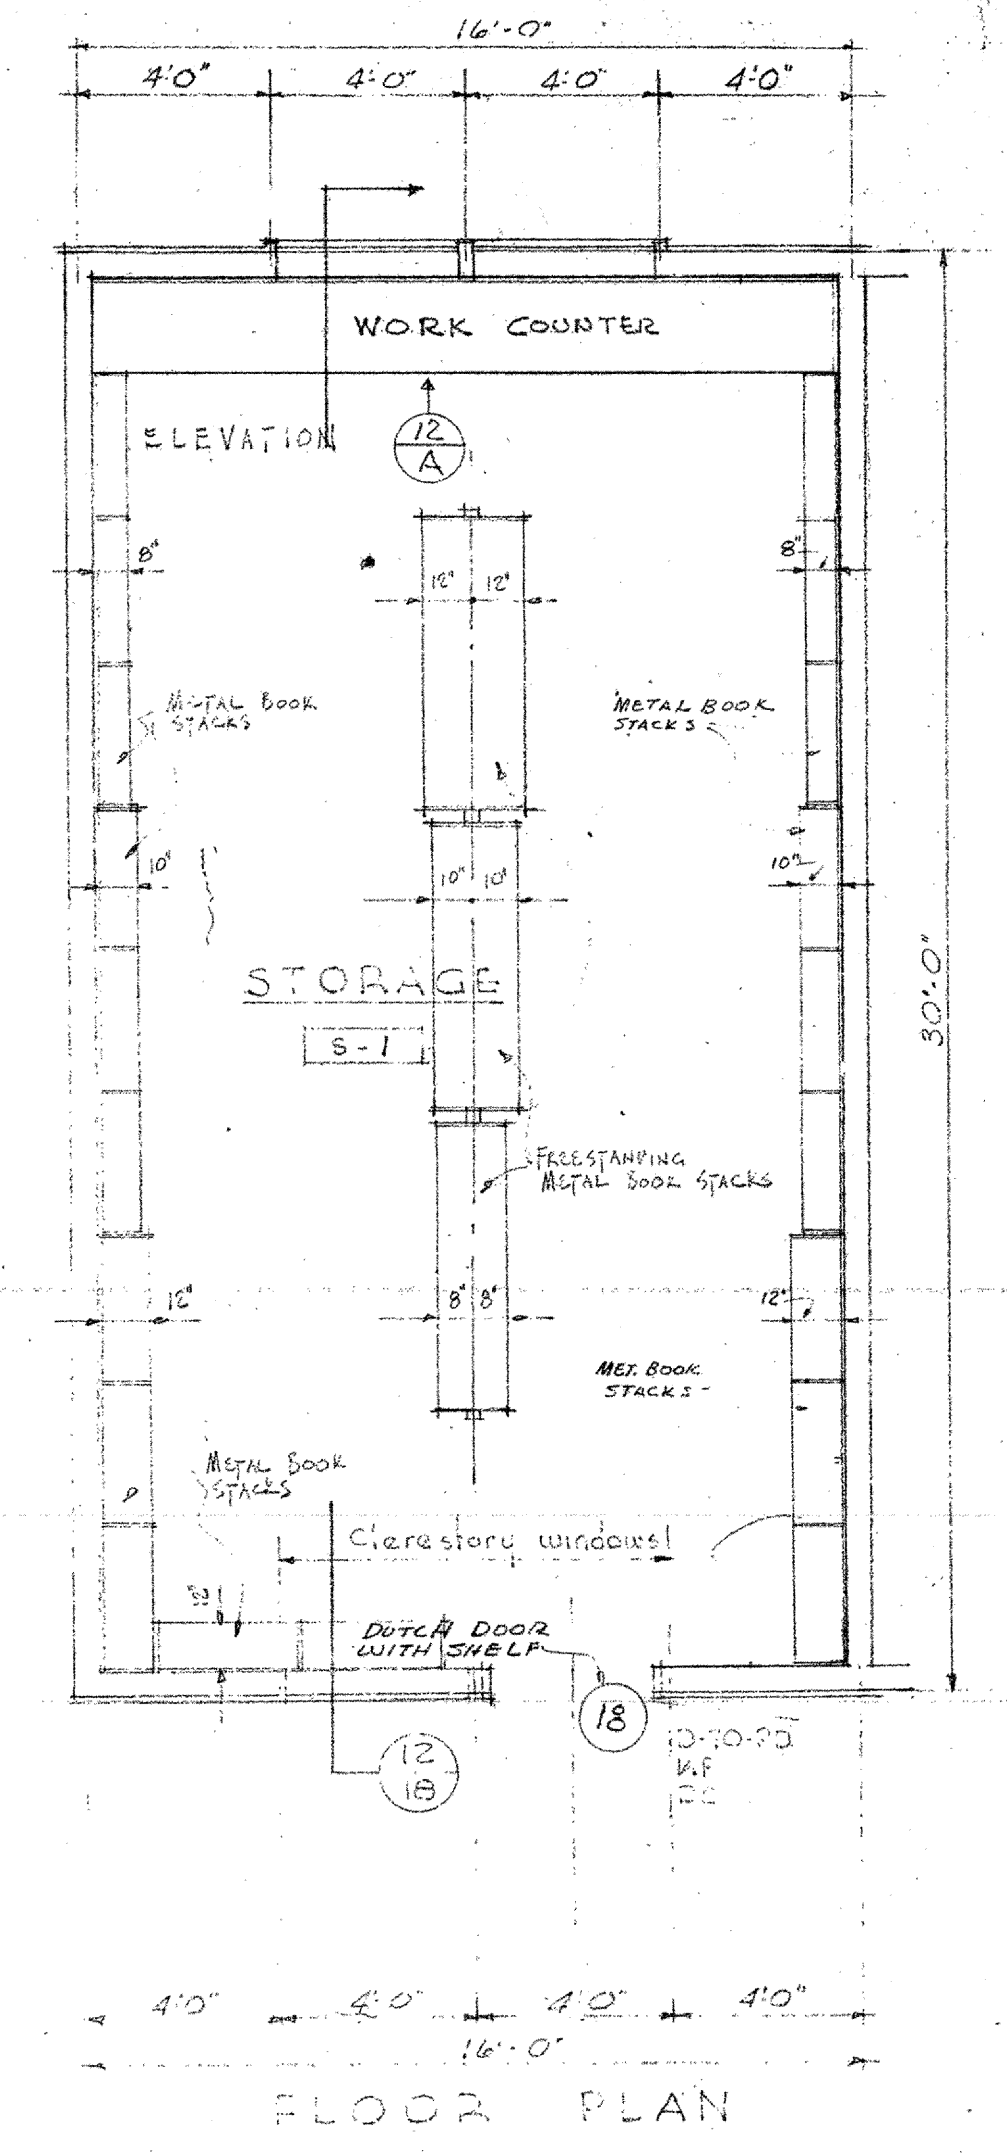 16'-0"
4'0" 4'0" 4'0" 4'0"
WORK COUNTER
ELEVATION
12
A
8"
8"
12" 12"
METAL BOOK
STACKS
METAL BOOK
STACKS
10"
10" 10"
10"
STORAGE
S-1
30'-0"
FREESTANDING
METAL BOOK STACKS
12"
8" 8"
12"
MET. BOOK
STACKS
METAL BOOK
STACKS
Clerestory windows
DUTCH DOOR
WITH SHELF
18
12
18
4'0" 4'0" 4'0" 4'0"
16'-0"
FLOOR PLAN